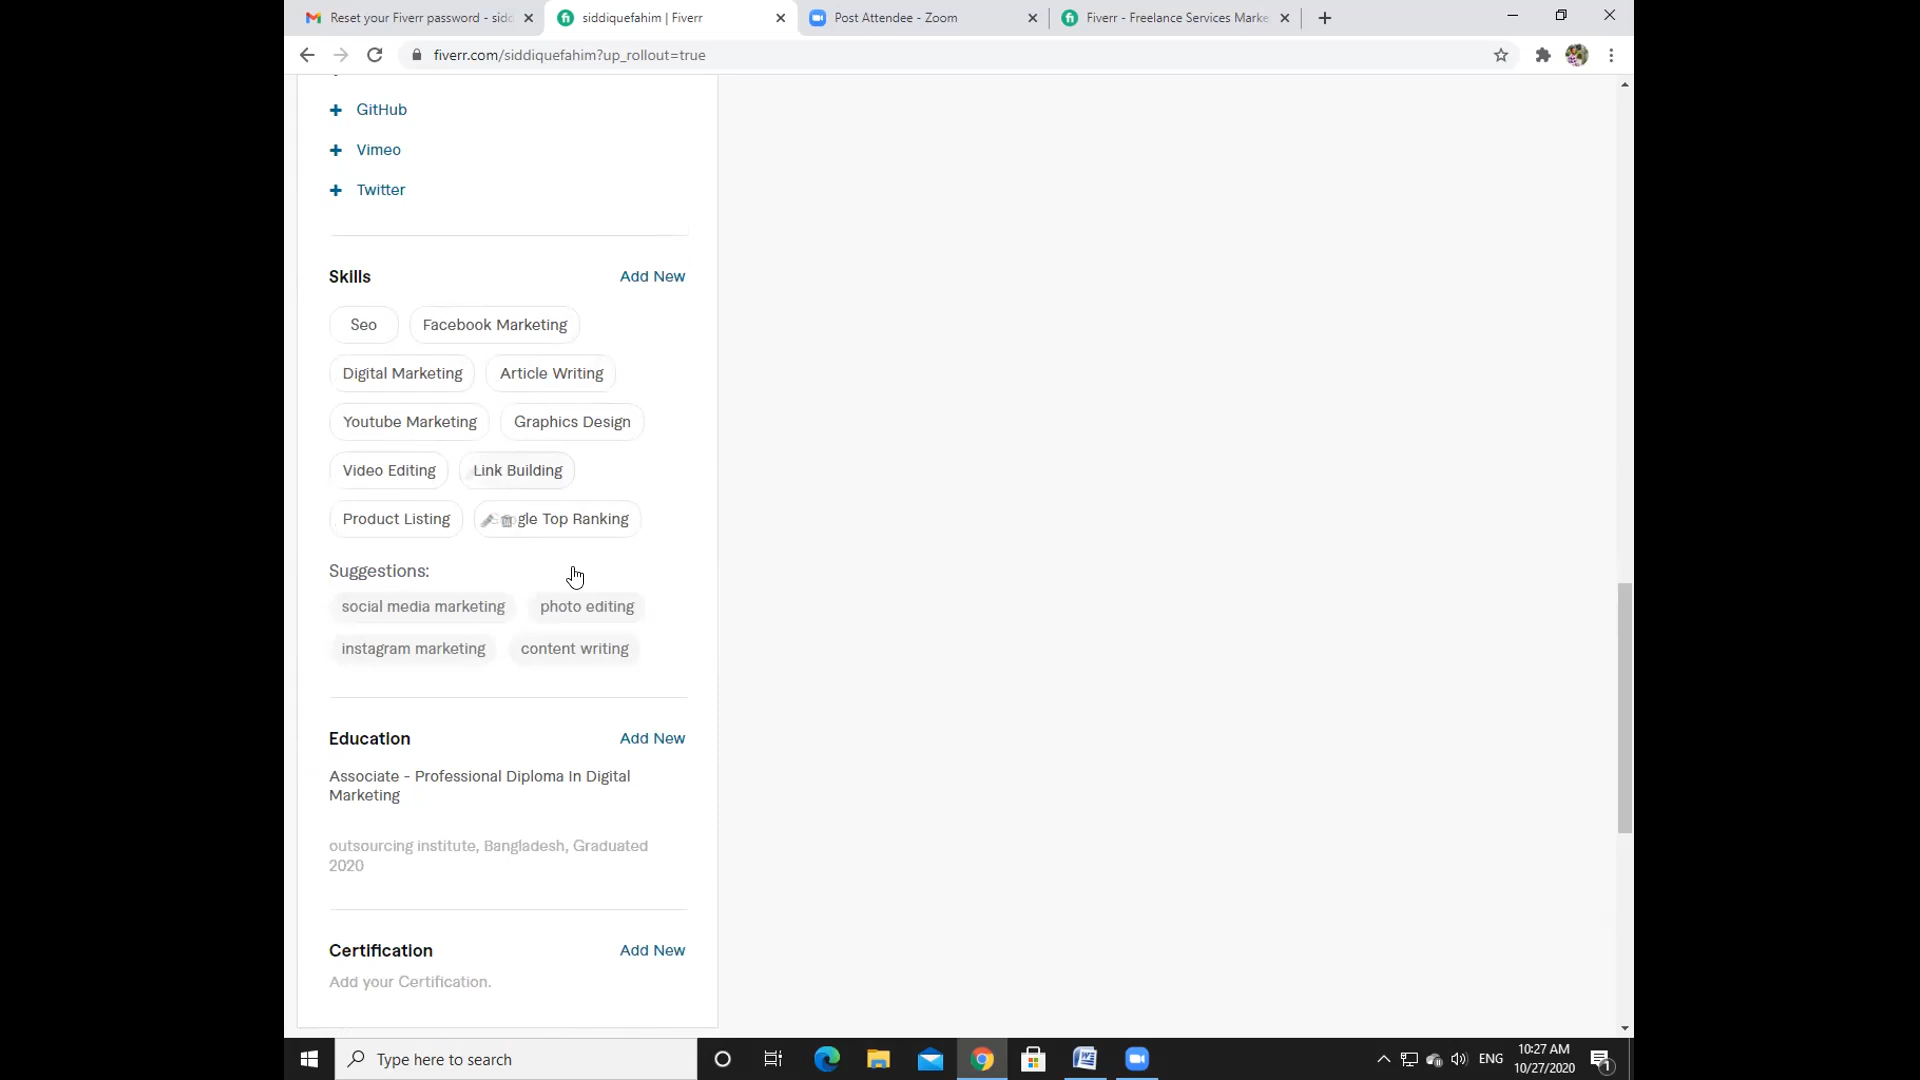 Reset your Fiverr password - sidd
siddiquefahim | Fiverr
Post Attendee - Zoom
Fiverr - Freelance Services Marke
fiverr.com/siddiquefahim?up_rollout=true
GitHub
Vimeo
Twitter
Skills
Add New
Seo
Facebook Marketing
Digital Marketing
Article Writing
Youtube Marketing
Graphics Design
Video Editing
Link Building
Product Listing
Google Top Ranking
Suggestions:
social media marketing
photo editing
instagram marketing
content writing
Education
Add New
Associate - Professional Diploma In Digital
Marketing
outsourcing institute, Bangladesh, Graduated
2020
Certification
Add New
Add your Certification.
Type here to search
ENG
10:27 AM
10/27/2020
1